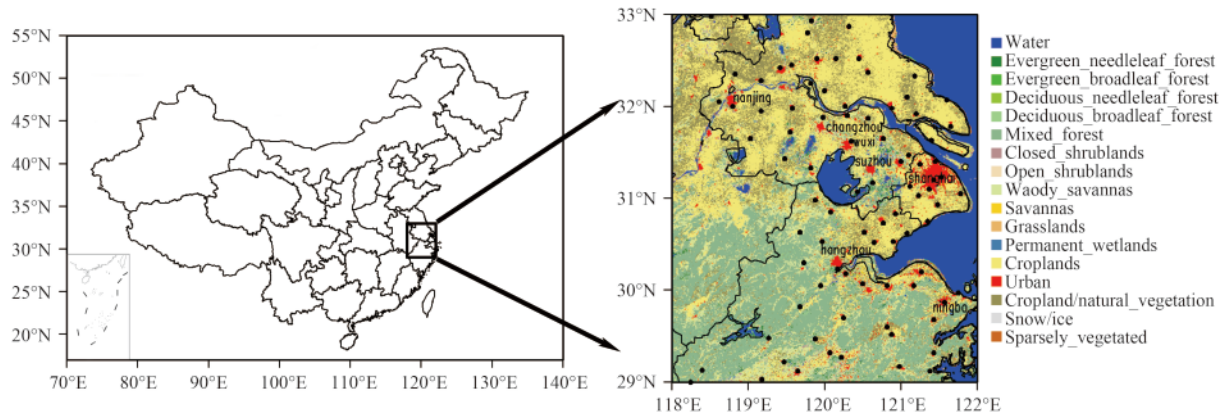 55°N
50°N
45°N
40°N
35°N
30°N
25°N
20°N
70°E
80°E
90°E
100°E
110°E
120°E
130°E
140°E
33°N
32°N
31°N
30°N
29°N
118°E
119°E
120°E
121°E
122°E
nanjing
changzhou
wuxi
suzhou
shanghai
hangzhou
ningbo
Water
Evergreen_needleleaf_forest
Evergreen_broadleaf_forest
Deciduous_needleleaf_forest
Deciduous_broadleaf_forest
Mixed_forest
Closed_shrublands
Open_shrublands
Waody_savannas
Savannas
Grasslands
Permanent_wetlands
Croplands
Urban
Cropland/natural_vegetation
Snow/ice
Sparsely_vegetated